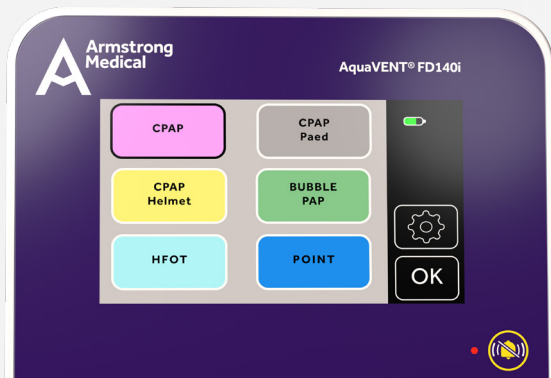 Armstrong
Medical
AquaVENT® FD140i
CPAP
CPAP
Paed
CPAP
Helmet
BUBBLE
PAP
HFOT
POINT
OK